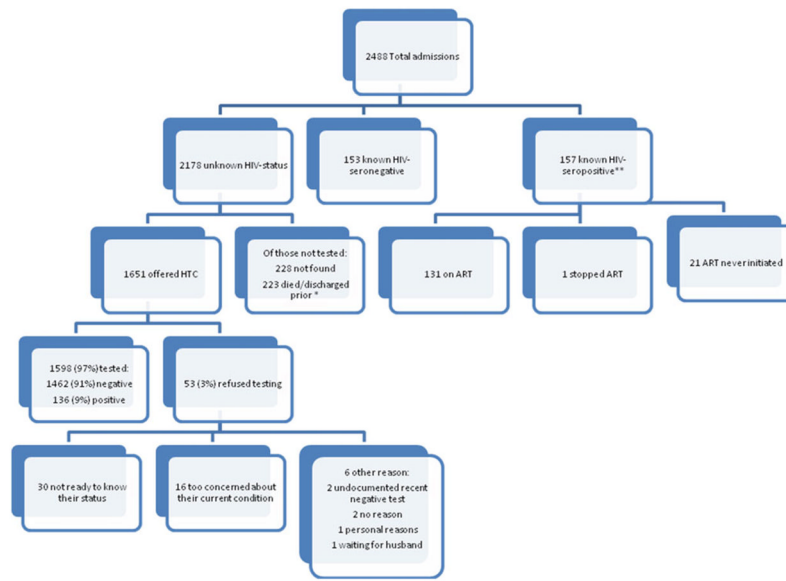 2488 Total admissions
2178 unknown HIV-status
153 known HIV-
seronegative
157 known HIV-
seropositive**
1651 offered HTC
Of those not tested:
228 not found
223 died/discharged
prior *
131 on ART
1 stopped ART
21 ART never initiated
1598 (97%) tested:
1462 (91%) negative
136 (9%) positive
53 (3%) refused testing
30 not ready to know
their status
16 too concerned about
their current condition
6 other reason:
2 undocumented recent
negative test
2 no reason
1 personal reasons
1 waiting for husband